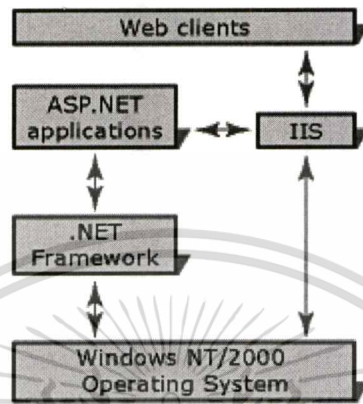 Web clients
ASP.NET
applications
IIS
.NET
Framework
Windows NT/2000
Operating System